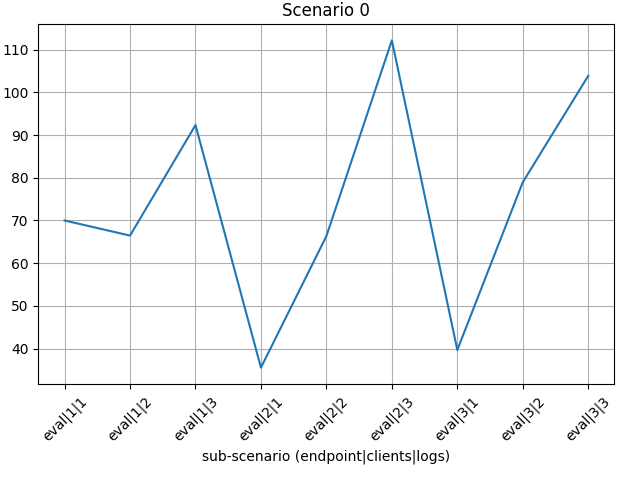 Scenario 0
110
100
90
80
70
60
50
40
eval|1|1
eval|1|2
eval|1|3
eval|2|1
eval|2|2
eval|2|3
eval|3|1
eval|3|2
eval|3|3
sub-scenario (endpoint|clients|logs)